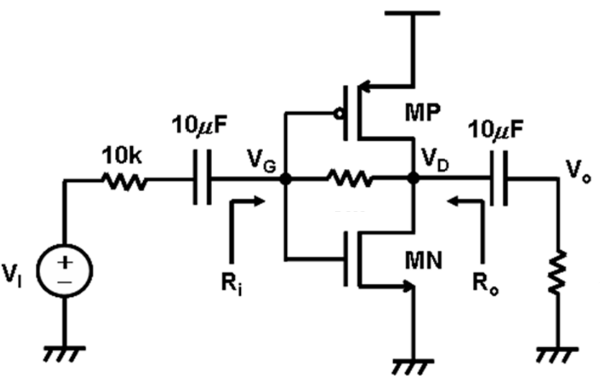 MP
10μF
10μF
10k
V_G
V_D
V_o
+
−
V_I
R_i
MN
R_o